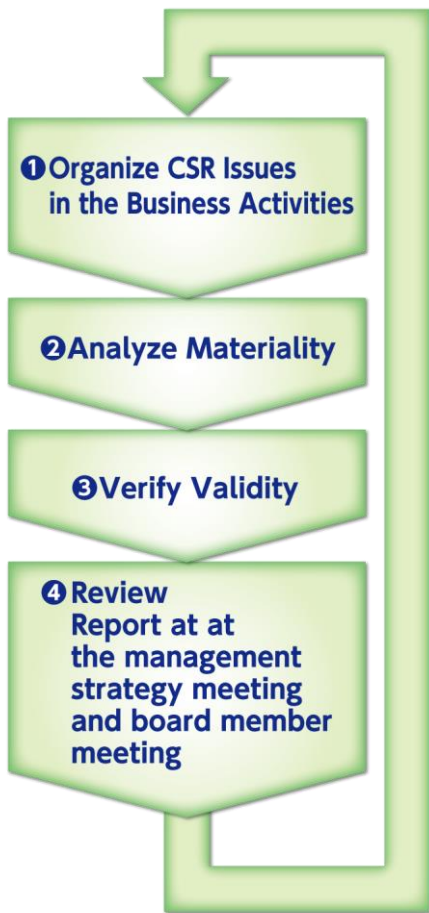 ❶Organize CSR Issues
in the Business Activities
❷Analyze Materiality
❸Verify Validity
❹Review
Report at at
the management
strategy meeting
and board member
meeting